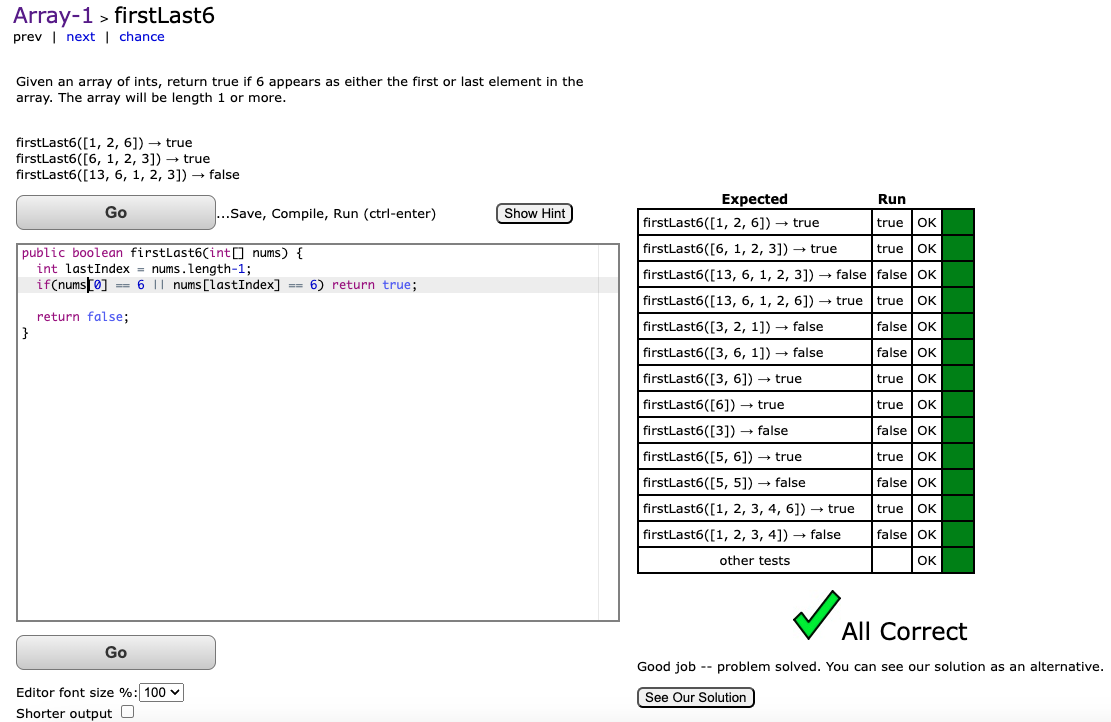 Array-1 > firstLast6
prev | next | chance
Given an array of ints, return true if 6 appears as either the first or last element in the
array. The array will be length 1 or more.
firstLast6([1, 2, 6]) → true
firstLast6([6, 1, 2, 3]) → true
firstLast6([13, 6, 1, 2, 3]) → false
Go
...Save, Compile, Run (ctrl-enter)
Show Hint
public boolean firstLast6(int[] nums) {
int lastIndex = nums.length-1;
if(nums[0] == 6 || nums[lastIndex] == 6) return true;
return false;
}
Go
Editor font size %: 100
Shorter output
Expected Run
firstLast6([1, 2, 6]) → true true OK
firstLast6([6, 1, 2, 3]) → true true OK
firstLast6([13, 6, 1, 2, 3]) → false false OK
firstLast6([13, 6, 1, 2, 6]) → true true OK
firstLast6([3, 2, 1]) → false false OK
firstLast6([3, 6, 1]) → false false OK
firstLast6([3, 6]) → true true OK
firstLast6([6]) → true true OK
firstLast6([3]) → false false OK
firstLast6([5, 6]) → true true OK
firstLast6([5, 5]) → false false OK
firstLast6([1, 2, 3, 4, 6]) → true true OK
firstLast6([1, 2, 3, 4]) → false false OK
other tests OK
All Correct
Good job -- problem solved. You can see our solution as an alternative.
See Our Solution